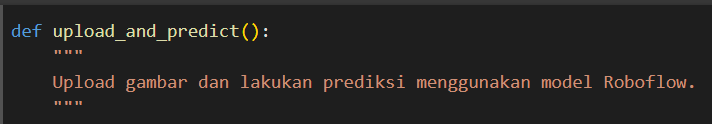 def upload_and_predict():
"""
Upload gambar dan lakukan prediksi menggunakan model Roboflow.
"""